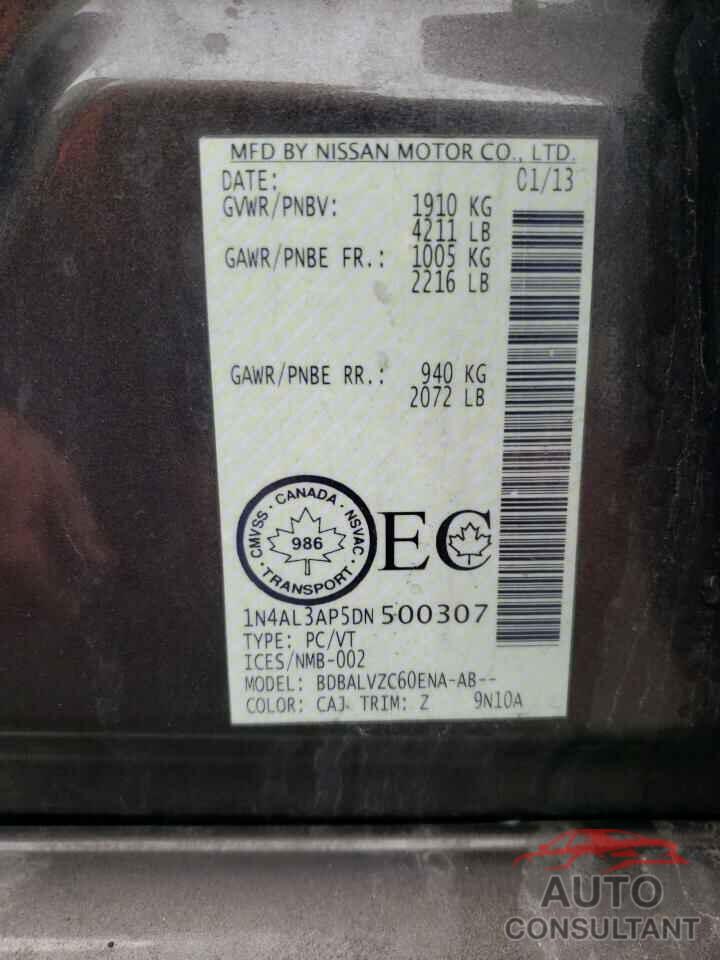 MFD BY NISSAN MOTOR CO., LTD.
DATE: 01/13
GVWR/PNBV: 1910 KG
4211 LB
GAWR/PNBE FR.: 1005 KG
2216 LB
GAWR/PNBE RR.: 940 KG
2072 LB
CMVSS · CANADA · NSVAC · TRANSPORT ·
986
EC
1N4AL3AP5DN 500307
TYPE: PC/VT
ICES/NMB-002
MODEL: BDBALVZC60ENA-AB--
COLOR: CAJ TRIM: Z 9N10A
AUTO
CONSULTANT